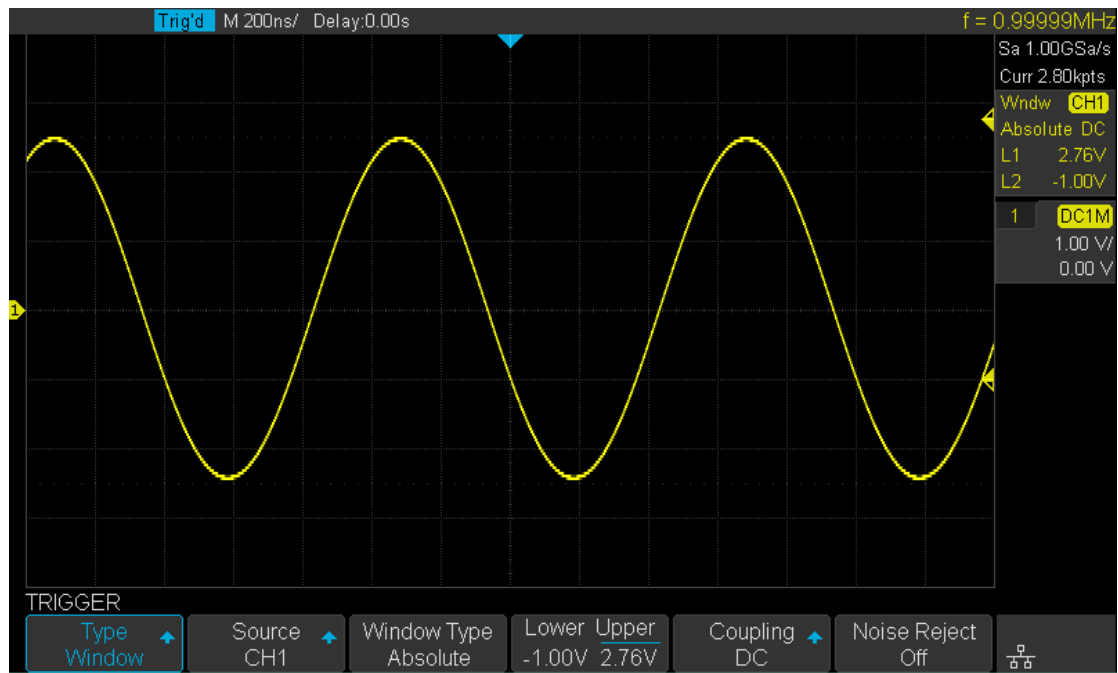 Trig'd M 200ns/ Delay:0.00s f = 0.99999MHz
Sa 1.00GSa/s
Curr 2.80kpts
Wndw CH1
Absolute DC
L1 2.76V
L2 -1.00V
1 DC1M
1.00 V/
0.00 V
1
TRIGGER
Type Source Window Type Lower Upper Coupling Noise Reject
Window CH1 Absolute -1.00V 2.76V DC Off